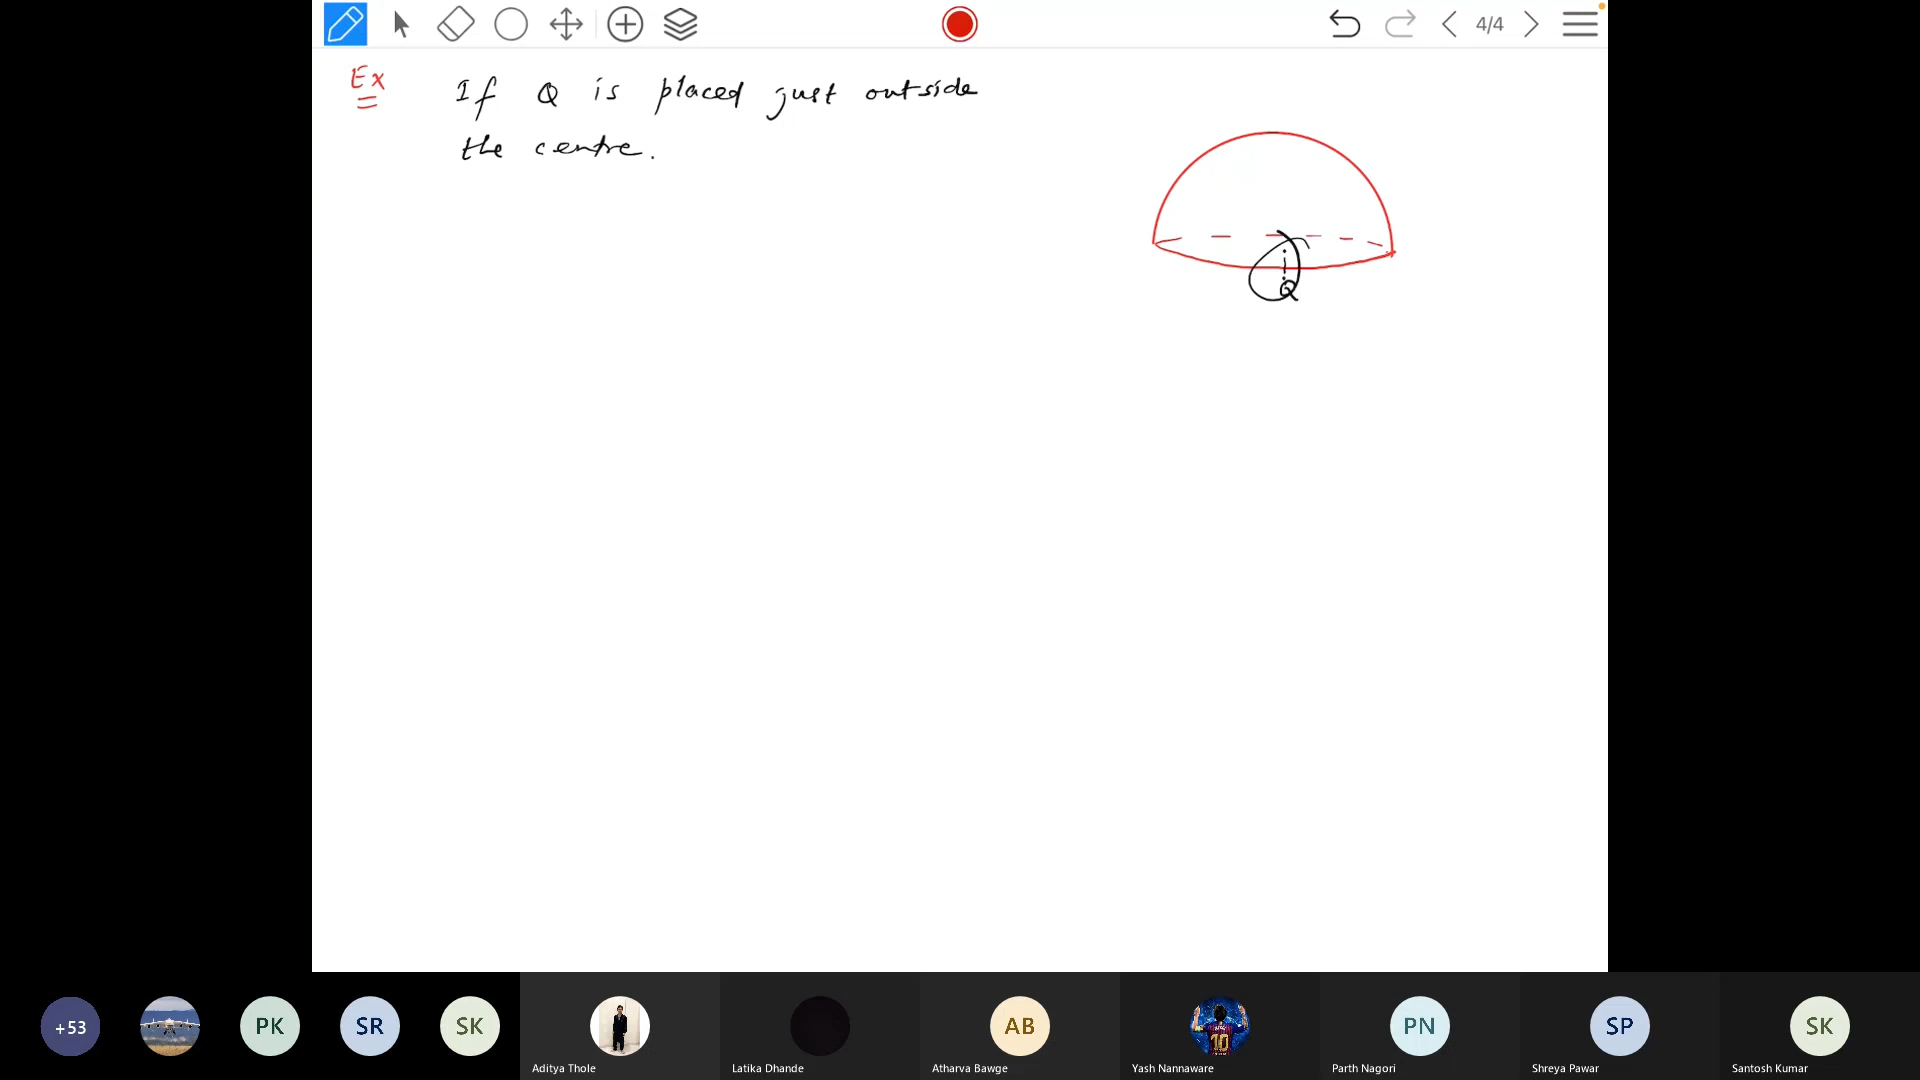 4/4
Ex If Q is placed just outside
the centre.
Q
+53
PK
SR
SK
AB
10
PN
SP
SK
Aditya Thole
Latika Dhande
Atharva Bawge
Yash Nannaware
Parth Nagori
Shreya Pawar
Santosh Kumar